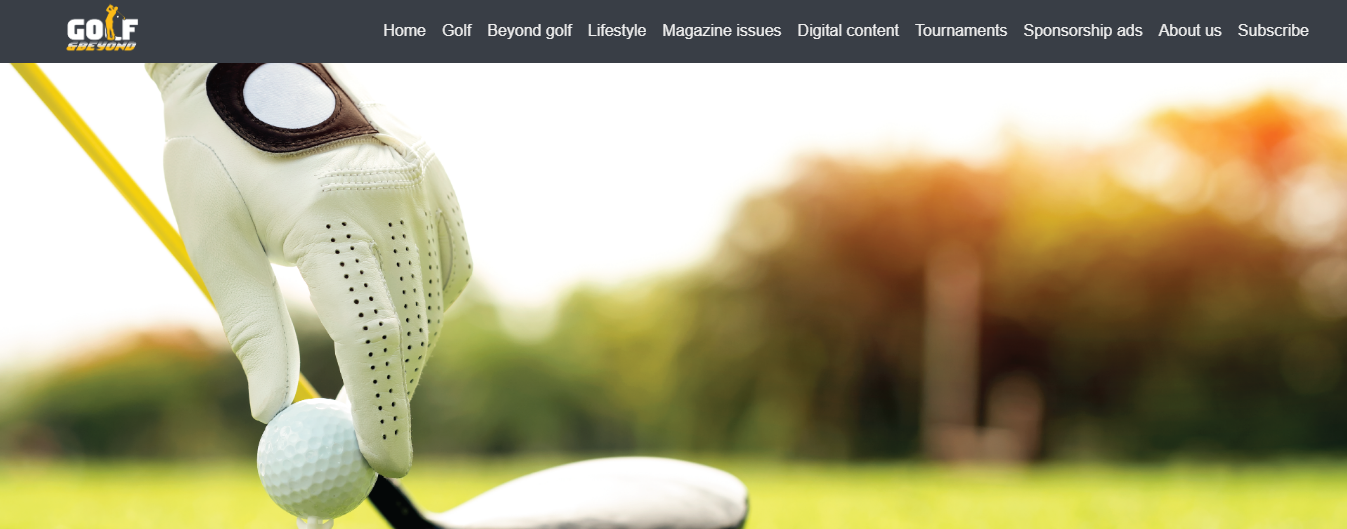 GOLF
&BEYOND
Home Golf Beyond golf Lifestyle Magazine issues Digital content Tournaments Sponsorship ads About us Subscribe